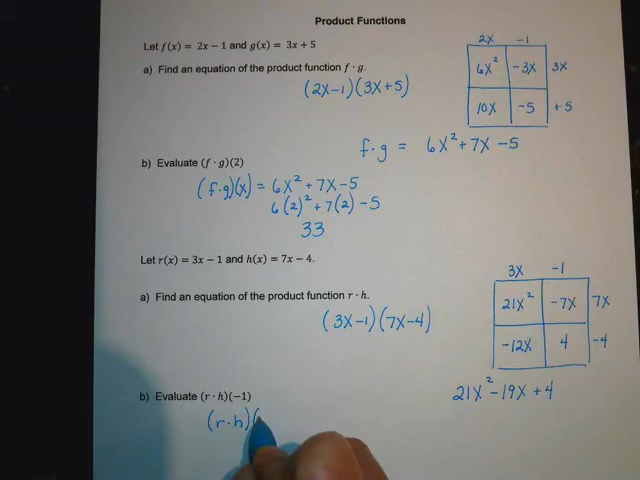 Product Functions
Let f(x) = 2x − 1 and g(x) = 3x + 5
a) Find an equation of the product function f · g.
(2x-1)(3x+5)
2x -1
6x² -3x 3x
10x -5 +5
f·g = 6x²+7x-5
b) Evaluate (f · g)(2)
(f·g)(x) = 6x²+7x-5
6(2)²+7(2)-5
33
Let r(x) = 3x − 1 and h(x) = 7x − 4.
a) Find an equation of the product function r · h.
(3x-1)(7x-4)
3x -1
21x² -7x 7x
-12x 4 -4
21x²-19x+4
b) Evaluate (r · h)(−1)
(r·h)(